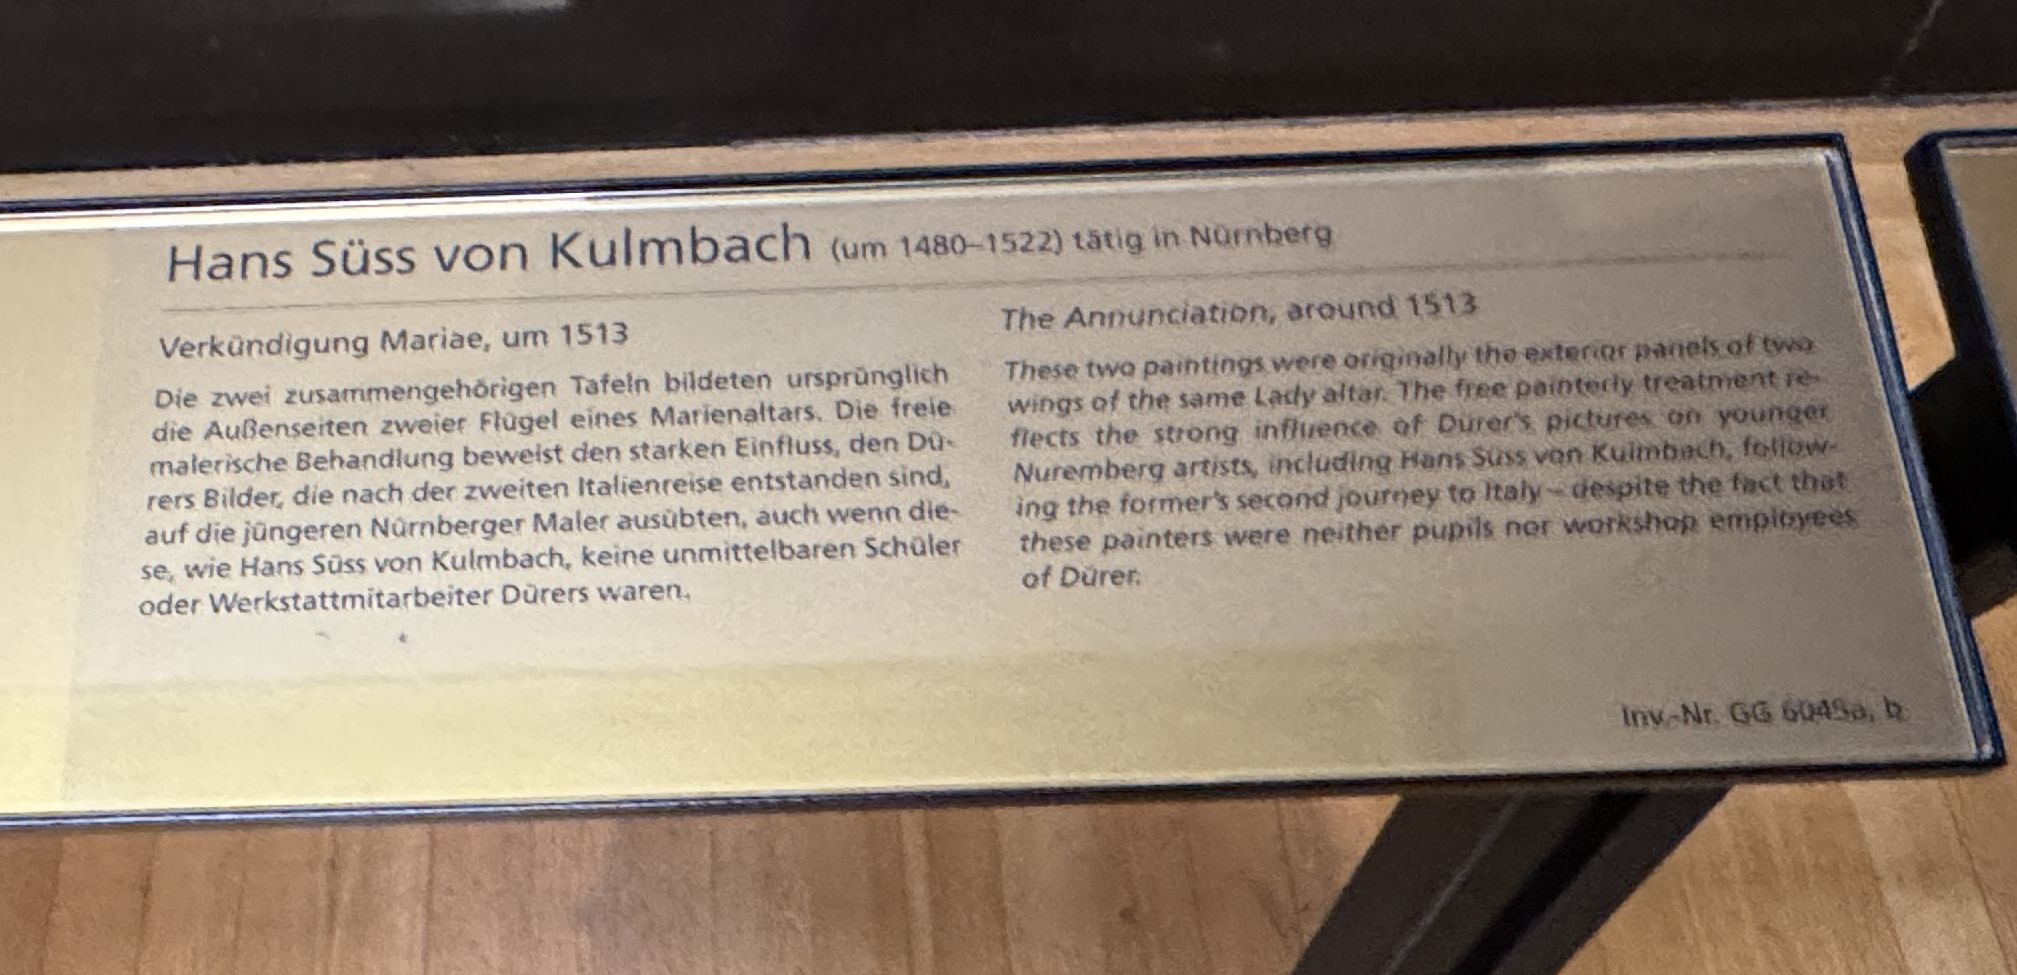 Hans Süss von Kulmbach (um 1480–1522) tätig in Nürnberg
Verkündigung Mariae, um 1513
Die zwei zusammengehörigen Tafeln bildeten ursprünglich
die Außenseiten zweier Flügel eines Marienaltars. Die freie
malerische Behandlung beweist den starken Einfluss, den Dü-
rers Bilder, die nach der zweiten Italienreise entstanden sind,
auf die jüngeren Nürnberger Maler ausübten, auch wenn die-
se, wie Hans Süss von Kulmbach, keine unmittelbaren Schüler
oder Werkstattmitarbeiter Dürers waren.
The Annunciation, around 1513
These two paintings were originally the exterior panels of two
wings of the same Lady altar. The free painterly treatment re-
flects the strong influence of Dürer's pictures on younger
Nuremberg artists, including Hans Süss von Kulmbach, follow-
ing the former's second journey to Italy – despite the fact that
these painters were neither pupils nor workshop employees
of Dürer.
Inv.-Nr. GG 6045a, b